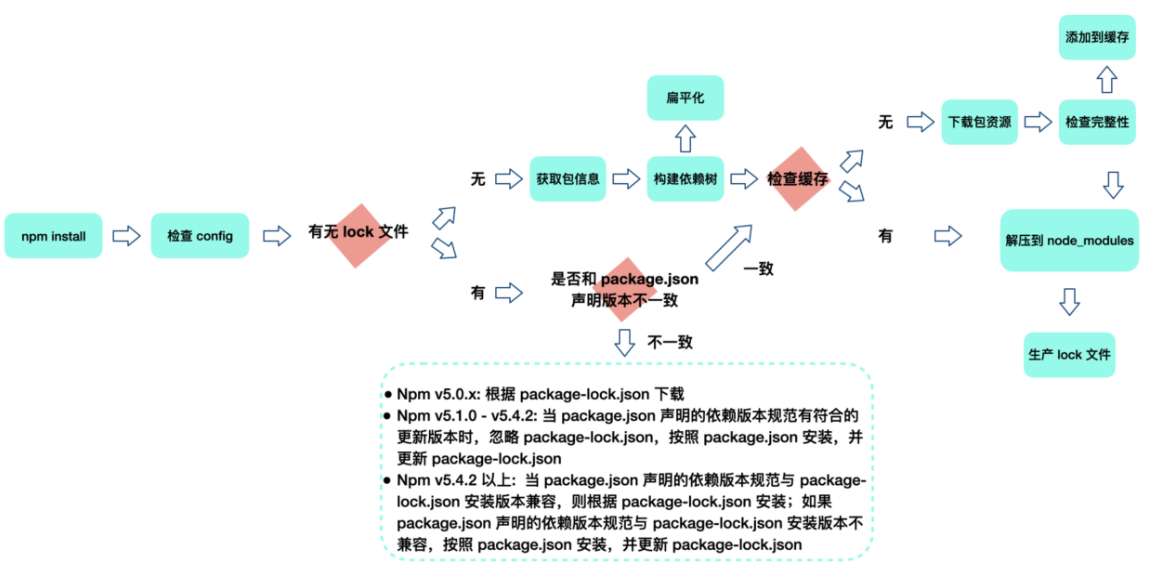 添加到缓存
扁平化
无
下载包资源
检查完整性
无
获取包信息
构建依赖树
检查缓存
npm install
检查 config
有无 lock 文件
有
解压到 node_modules
是否和 package.json
声明版本不一致
一致
有
不一致
生产 lock 文件
● Npm v5.0.x: 根据 package-lock.json 下载
● Npm v5.1.0 - v5.4.2: 当 package.json 声明的依赖版本规范有符合的
更新版本时，忽略 package-lock.json，按照 package.json 安装，并
更新 package-lock.json
● Npm v5.4.2 以上: 当 package.json 声明的依赖版本规范与 package-
lock.json 安装版本兼容，则根据 package-lock.json 安装；如果
package.json 声明的依赖版本规范与 package-lock.json 安装版本不
兼容，按照 package.json 安装，并更新 package-lock.json